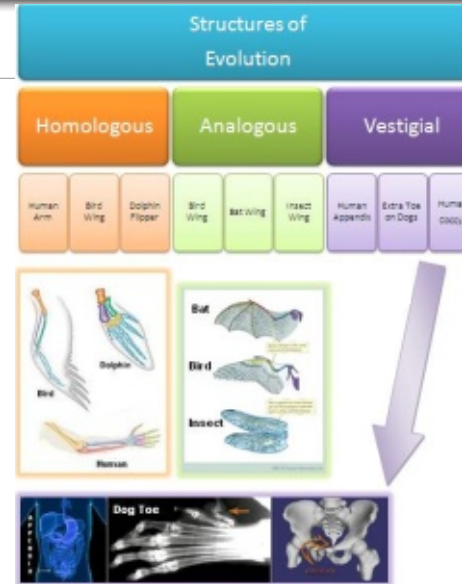 Structures of
Evolution
Homologous
Analogous
Vestigial
Human
Arm
Bird
Wing
Dolphin
Flipper
Bird
Wing
Bat Wing
Insect
Wing
Human
Appendix
Extra Toe
on Dogs
Bird
Dolphin
Human
Bat
Bird
Insect
APPENDIX
Dog Toe